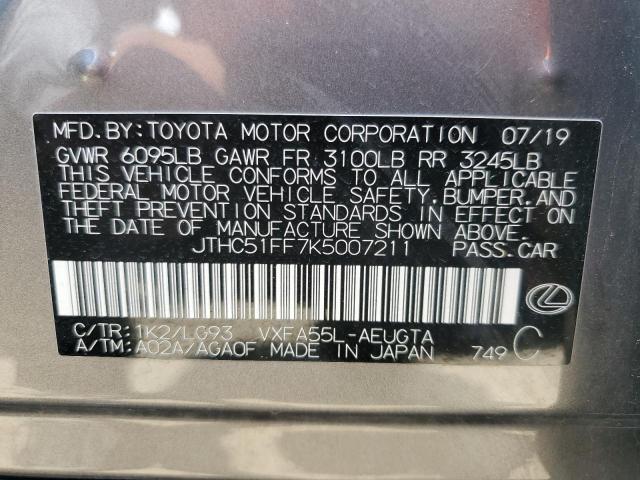 MFD.BY:TOYOTA MOTOR CORPORATION 07/19
GVWR 6095LB GAWR FR 3100LB RR 3245LB
THIS VEHICLE CONFORMS TO ALL APPLICABLE
FEDERAL MOTOR VEHICLE SAFETY,BUMPER,AND
THEFT PREVENTION STANDARDS IN EFFECT ON
THE DATE OF MANUFACTURE SHOWN ABOVE.
JTHC51FF7K5007211 PASS.CAR
C/TR:1K2/LG93 VXFA55L-AEUGTA
A/TM:A02A/AGA0F MADE IN JAPAN 749 C